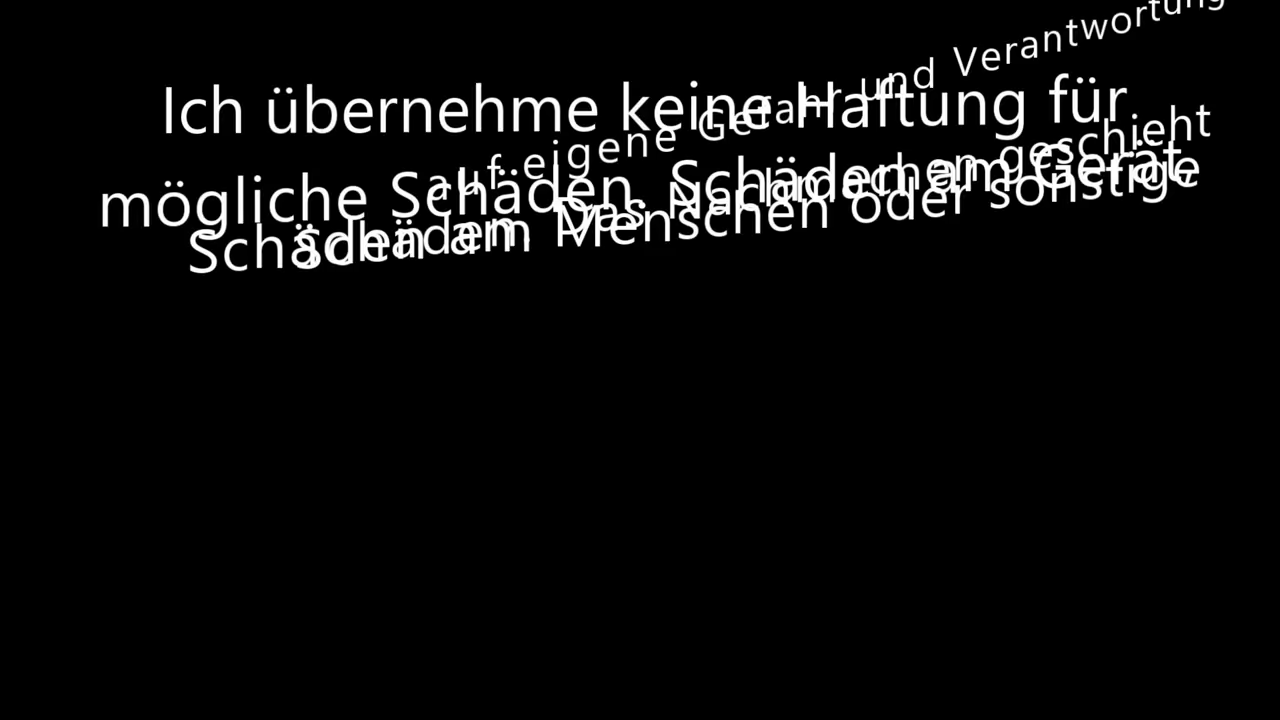 Ich übernehme keine Haftung für
mögliche Schäden, Schäden am Gerät,
Schäden am Menschen oder sonstige
Schäden. Das Nachmachen geschieht
auf eigene Gefahr und Verantwortung